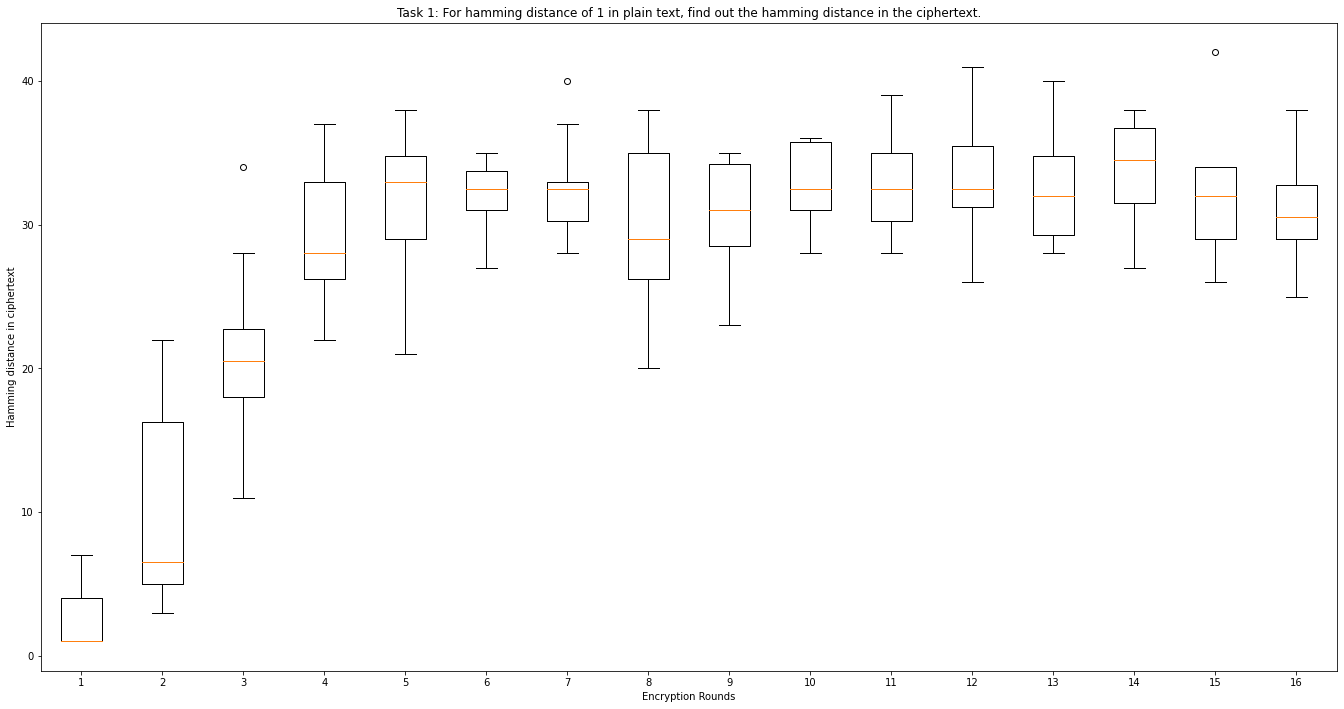 Task 1: For hamming distance of 1 in plain text, find out the hamming distance in the ciphertext.
Hamming distance in ciphertext
40
30
20
10
0
1 2 3 4 5 6 7 8 9 10 11 12 13 14 15 16
Encryption Rounds